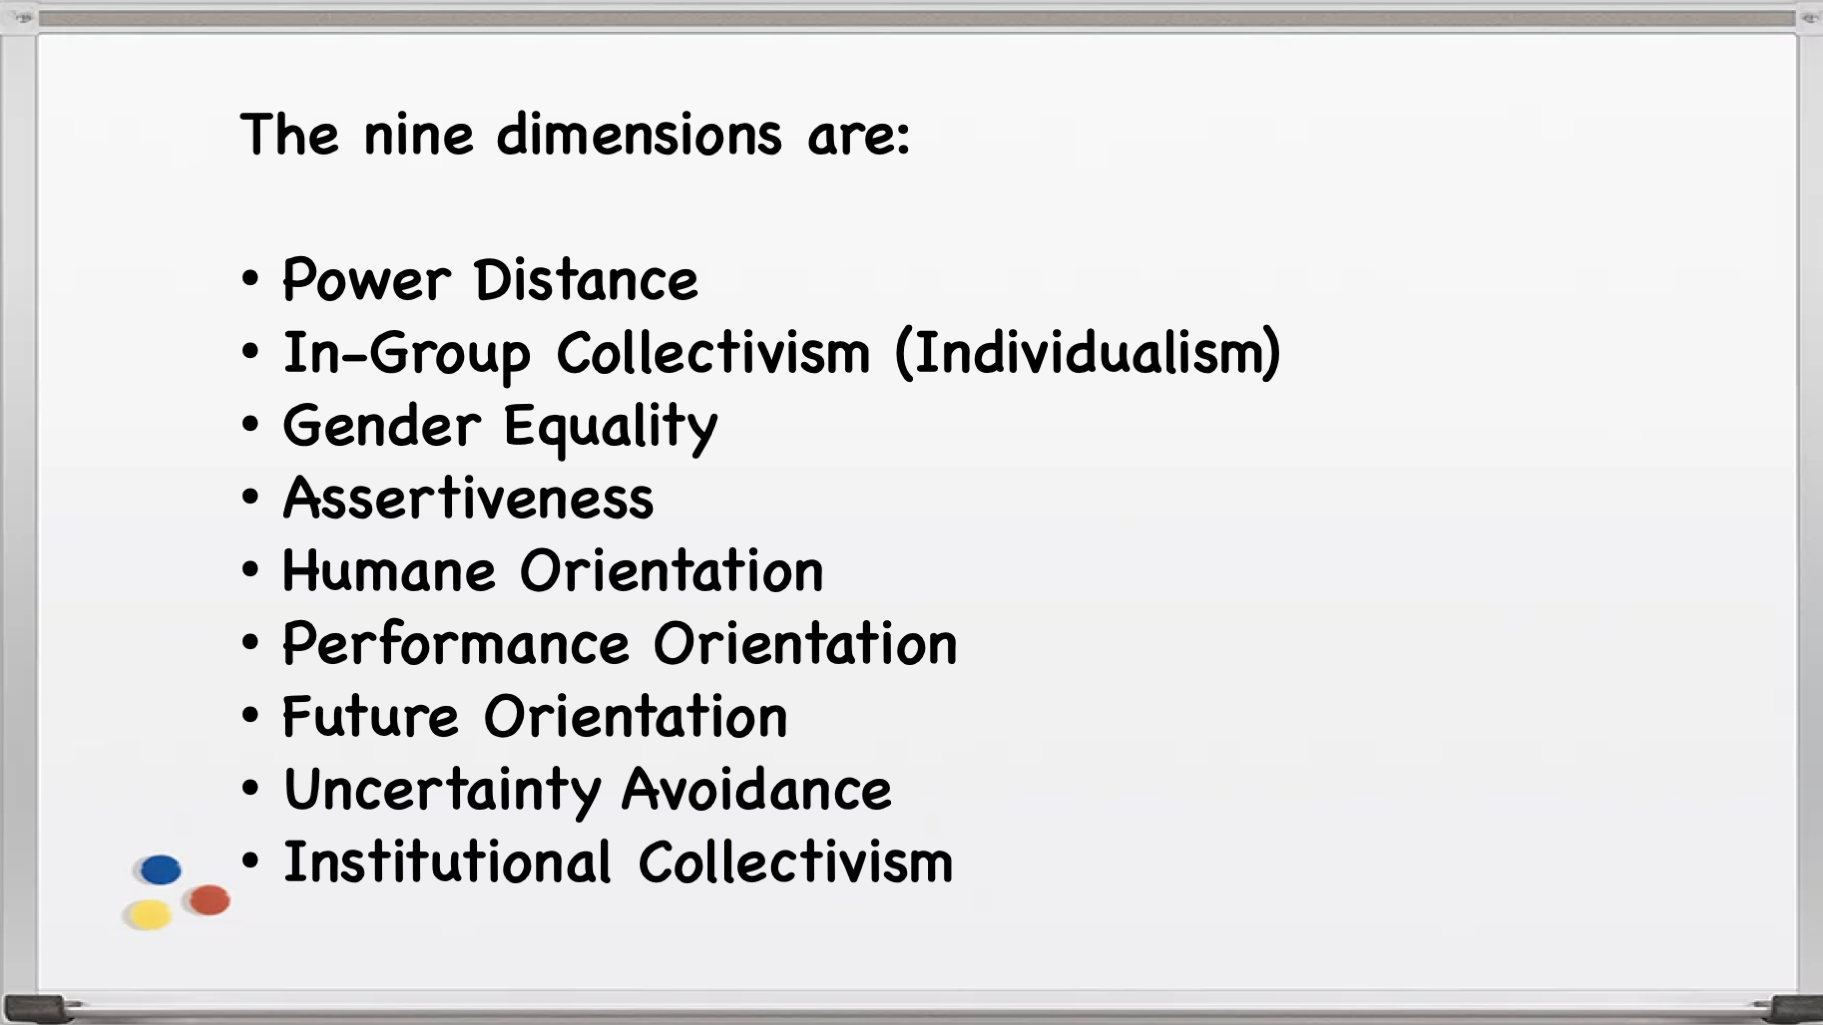 The nine dimensions are:
• Power Distance
• In-Group Collectivism (Individualism)
• Gender Equality
• Assertiveness
• Humane Orientation
• Performance Orientation
• Future Orientation
• Uncertainty Avoidance
• Institutional Collectivism